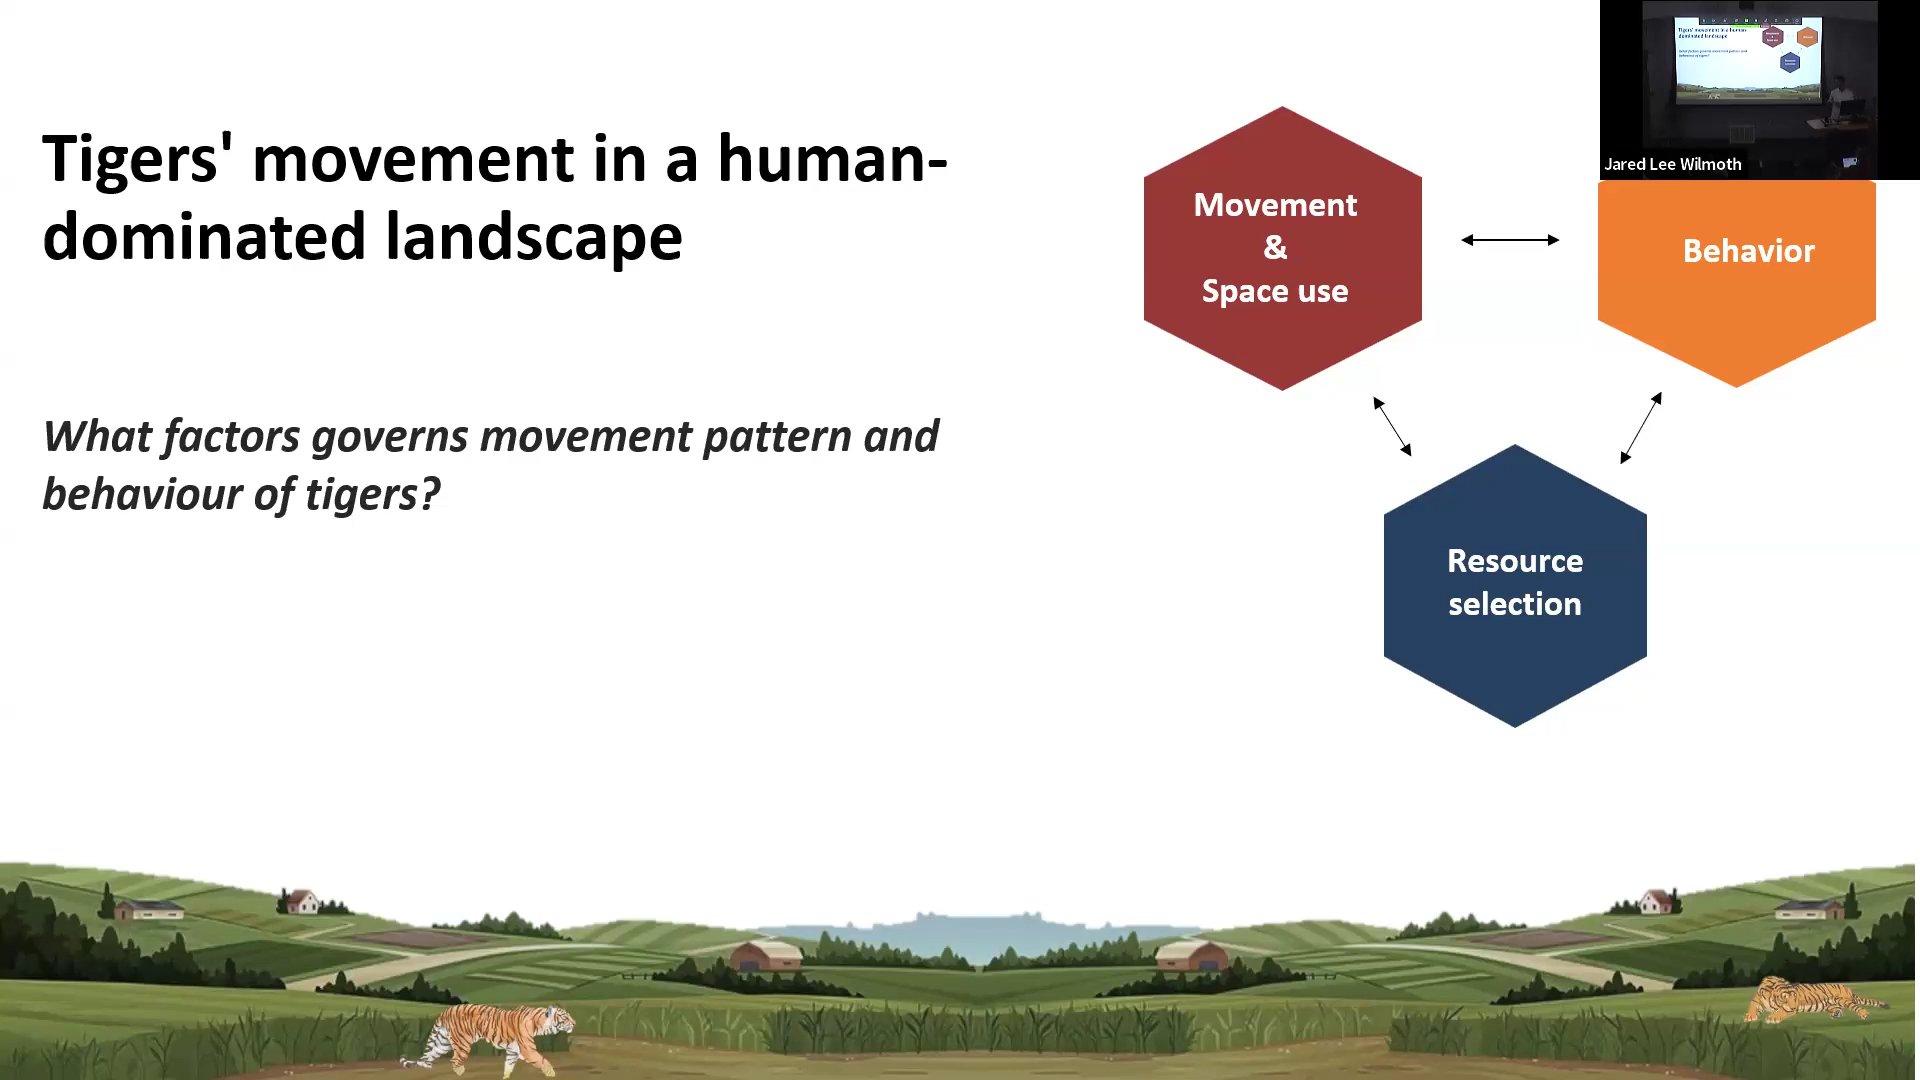 Tigers' movement in a human-
dominated landscape
What factors governs movement pattern and
behaviour of tigers?
Movement
&
Space use
Behavior
Resource
selection
Jared Lee Wilmoth